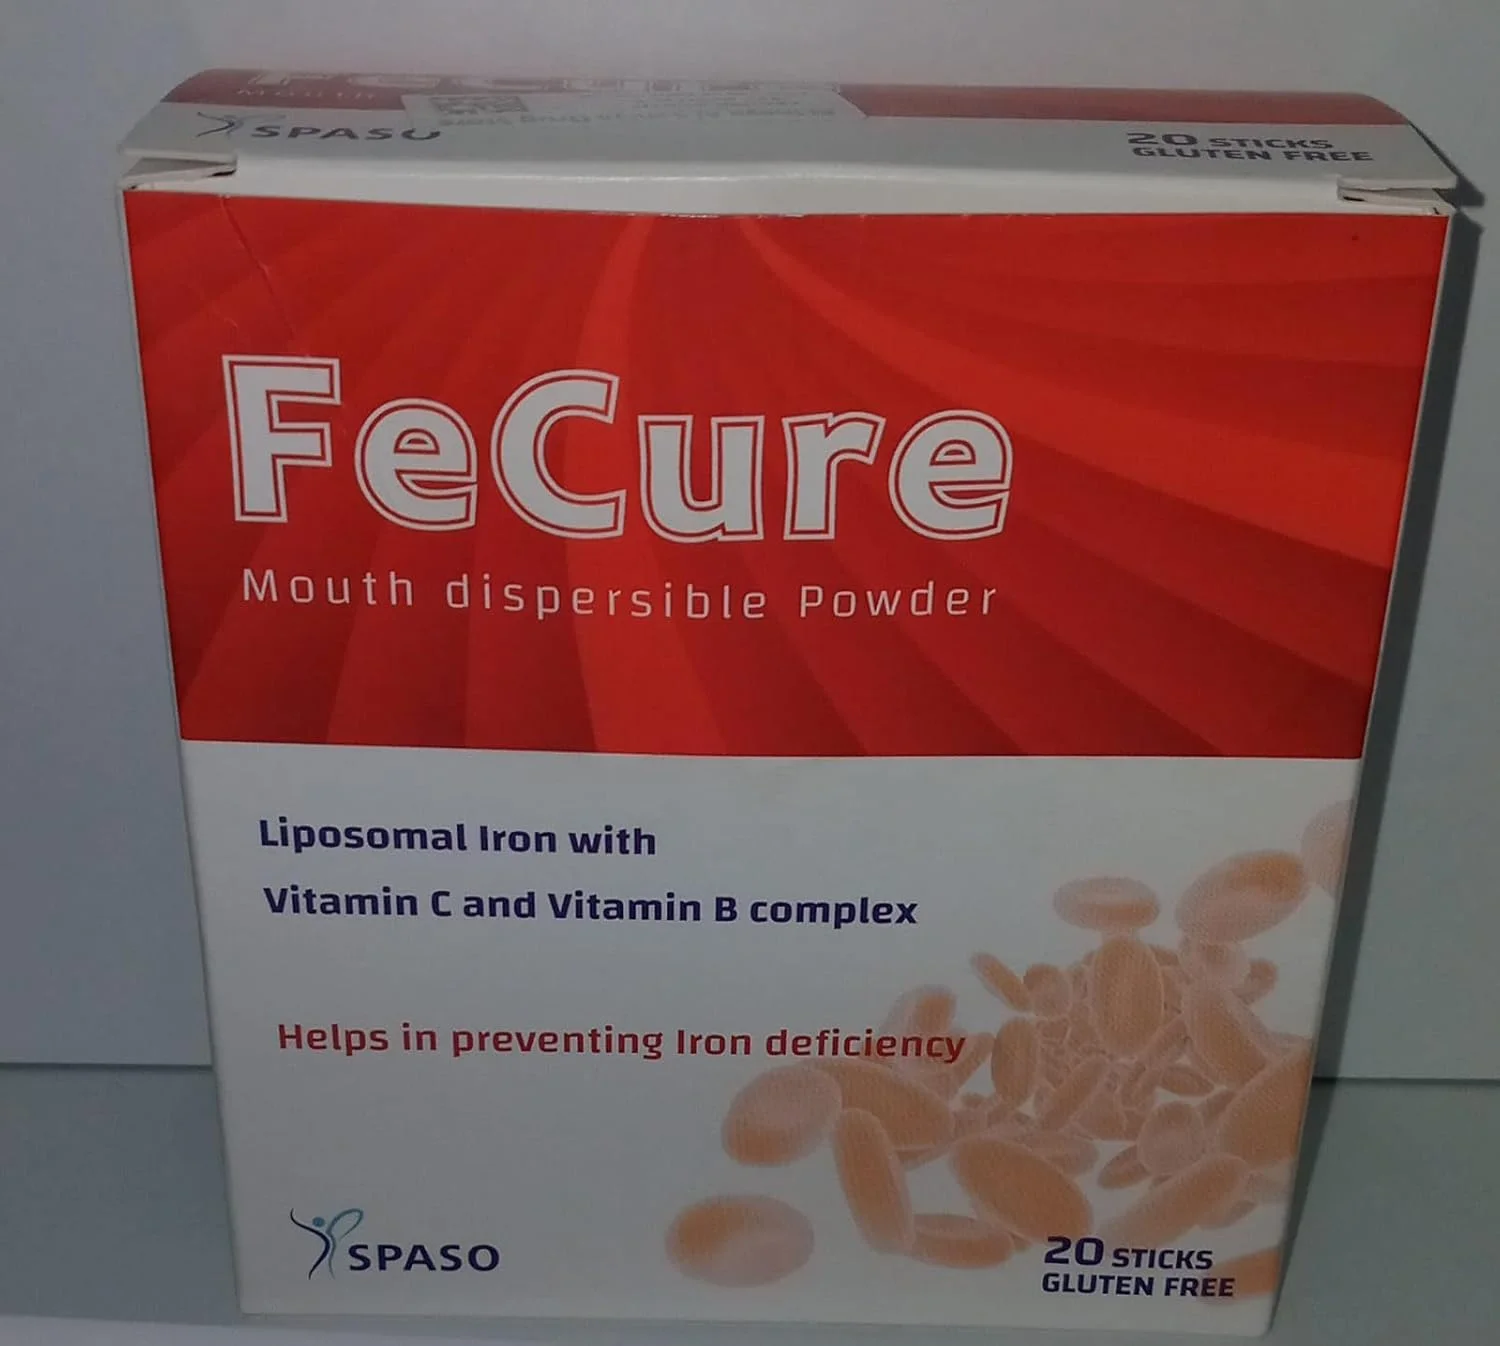 SPASO
20 STICKS
GLUTEN FREE
FeCure
Mouth dispersible Powder
Liposomal Iron with
Vitamin C and Vitamin B complex
Helps in preventing Iron deficiency
SPASO
20 STICKS
GLUTEN FREE